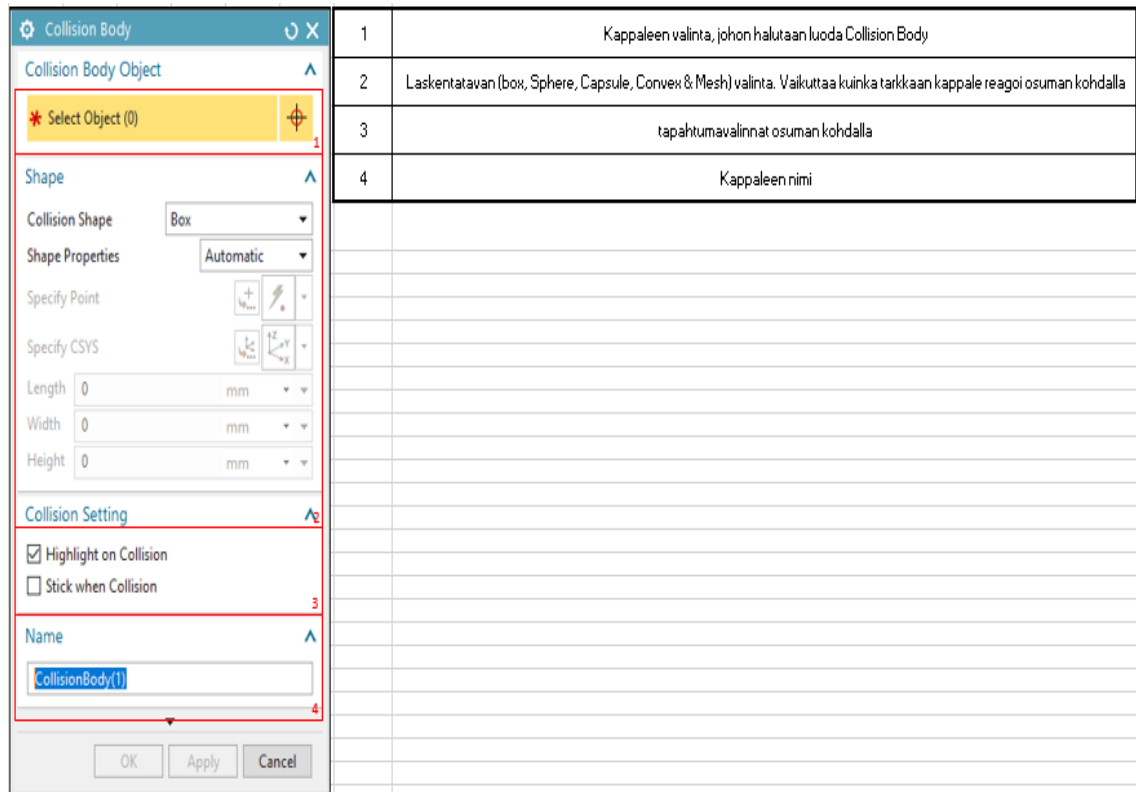 Collision Body
Collision Body Object
* Select Object (0)
1
Shape
Collision Shape Box
Shape Properties Automatic
Specify Point
Specify CSYS
Length 0 mm
Width 0 mm
Height 0 mm
Collision Setting
2
Highlight on Collision
Stick when Collision
3
Name
CollisionBody(1)
4
OK Apply Cancel
1 Kappaleen valinta, johon halutaan luoda Collision Body
2 Laskentatavan (box, Sphere, Capsule, Convex & Mesh) valinta. Vaikuttaa kuinka tarkkaan kappale reagoi osuman kohdalla
3 tapahtumavalinnat osuman kohdalla
4 Kappaleen nimi